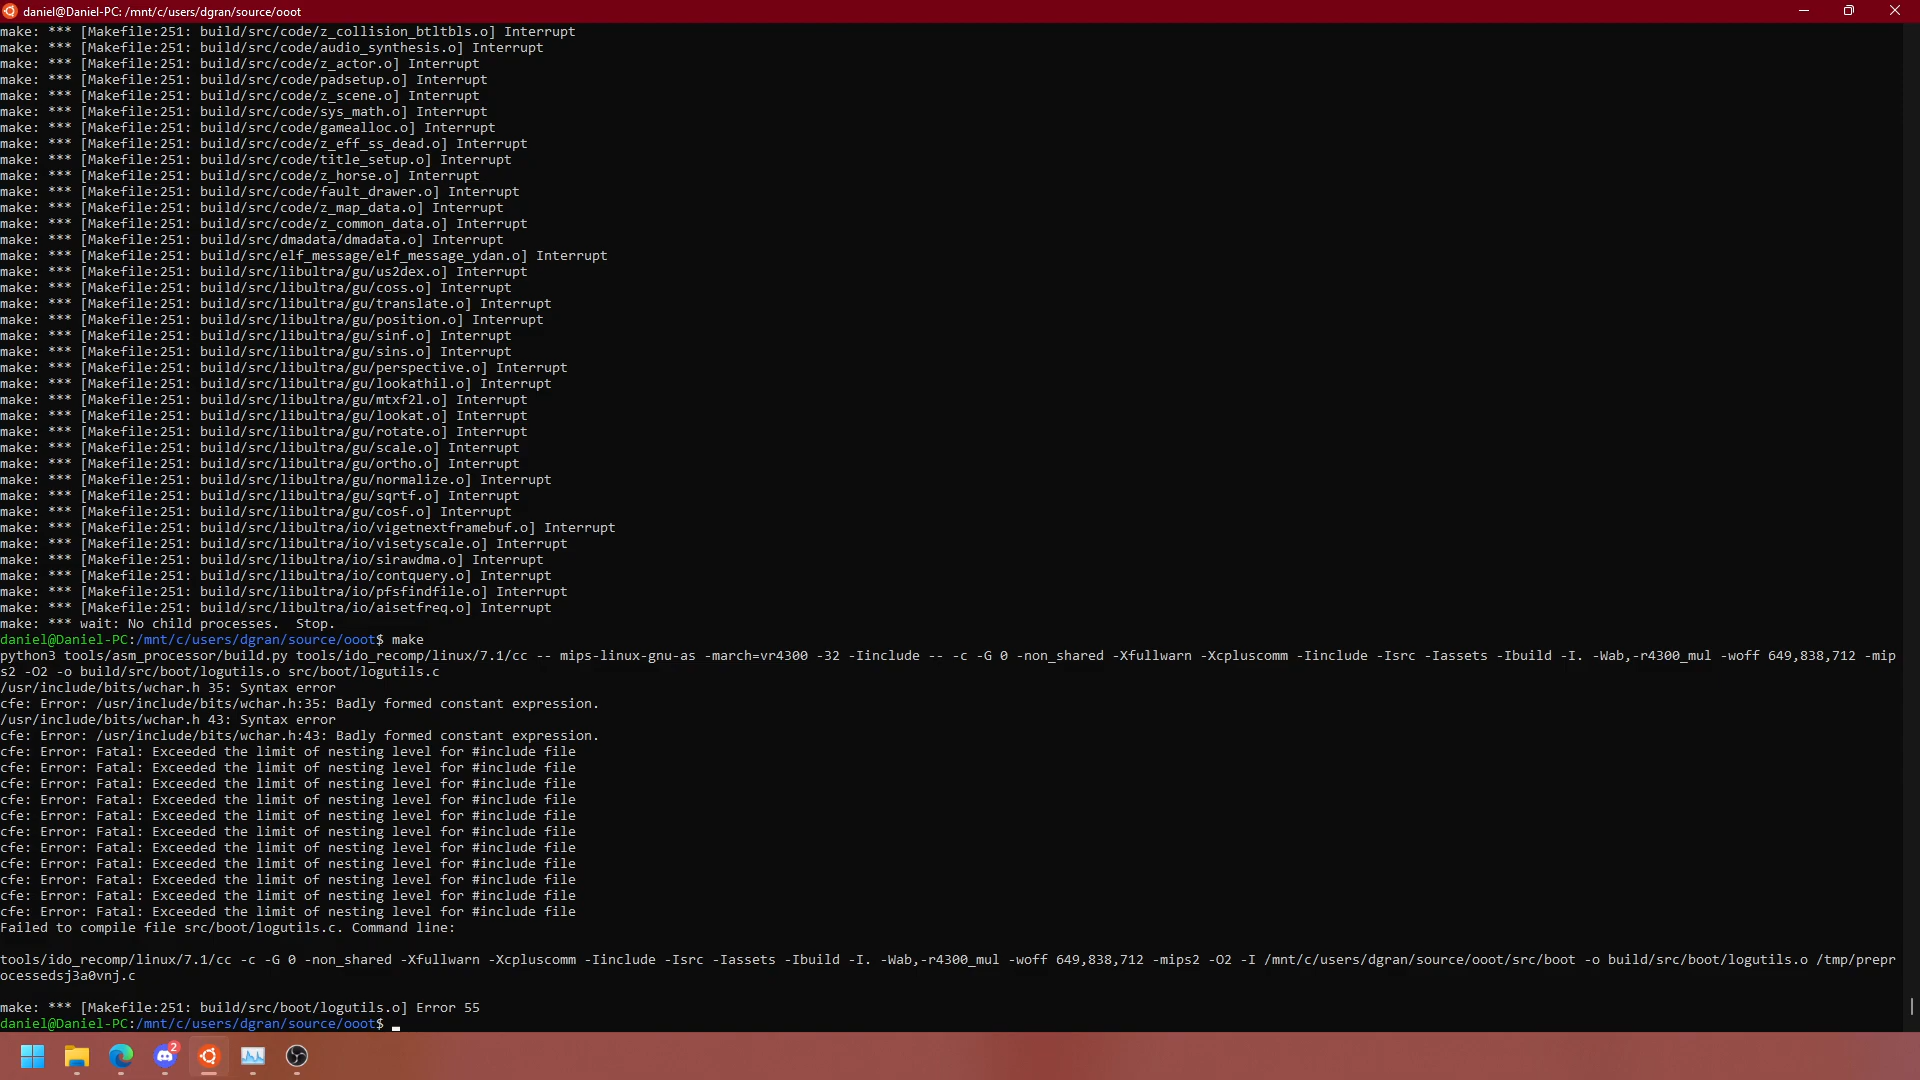 daniel@Daniel-PC: /mnt/c/users/dgran/source/ooot
make: *** [Makefile:251: build/src/code/z_collision_btltbls.o] Interrupt
make: *** [Makefile:251: build/src/code/audio_synthesis.o] Interrupt
make: *** [Makefile:251: build/src/code/z_actor.o] Interrupt
make: *** [Makefile:251: build/src/code/padsetup.o] Interrupt
make: *** [Makefile:251: build/src/code/z_scene.o] Interrupt
make: *** [Makefile:251: build/src/code/sys_math.o] Interrupt
make: *** [Makefile:251: build/src/code/gamealloc.o] Interrupt
make: *** [Makefile:251: build/src/code/z_eff_ss_dead.o] Interrupt
make: *** [Makefile:251: build/src/code/title_setup.o] Interrupt
make: *** [Makefile:251: build/src/code/z_horse.o] Interrupt
make: *** [Makefile:251: build/src/code/fault_drawer.o] Interrupt
make: *** [Makefile:251: build/src/code/z_map_data.o] Interrupt
make: *** [Makefile:251: build/src/code/z_common_data.o] Interrupt
make: *** [Makefile:251: build/src/dmadata/dmadata.o] Interrupt
make: *** [Makefile:251: build/src/elf_message/elf_message_ydan.o] Interrupt
make: *** [Makefile:251: build/src/libultra/gu/us2dex.o] Interrupt
make: *** [Makefile:251: build/src/libultra/gu/coss.o] Interrupt
make: *** [Makefile:251: build/src/libultra/gu/translate.o] Interrupt
make: *** [Makefile:251: build/src/libultra/gu/position.o] Interrupt
make: *** [Makefile:251: build/src/libultra/gu/sinf.o] Interrupt
make: *** [Makefile:251: build/src/libultra/gu/sins.o] Interrupt
make: *** [Makefile:251: build/src/libultra/gu/perspective.o] Interrupt
make: *** [Makefile:251: build/src/libultra/gu/lookathil.o] Interrupt
make: *** [Makefile:251: build/src/libultra/gu/mtxf2l.o] Interrupt
make: *** [Makefile:251: build/src/libultra/gu/lookat.o] Interrupt
make: *** [Makefile:251: build/src/libultra/gu/rotate.o] Interrupt
make: *** [Makefile:251: build/src/libultra/gu/scale.o] Interrupt
make: *** [Makefile:251: build/src/libultra/gu/ortho.o] Interrupt
make: *** [Makefile:251: build/src/libultra/gu/normalize.o] Interrupt
make: *** [Makefile:251: build/src/libultra/gu/sqrtf.o] Interrupt
make: *** [Makefile:251: build/src/libultra/gu/cosf.o] Interrupt
make: *** [Makefile:251: build/src/libultra/io/vigetnextframebuf.o] Interrupt
make: *** [Makefile:251: build/src/libultra/io/visetyscale.o] Interrupt
make: *** [Makefile:251: build/src/libultra/io/sirawdma.o] Interrupt
make: *** [Makefile:251: build/src/libultra/io/contquery.o] Interrupt
make: *** [Makefile:251: build/src/libultra/io/pfsfindfile.o] Interrupt
make: *** [Makefile:251: build/src/libultra/io/aisetfreq.o] Interrupt
make: *** wait: No child processes.  Stop.
daniel@Daniel-PC:/mnt/c/users/dgran/source/ooot$ make
python3 tools/asm_processor/build.py tools/ido_recomp/linux/7.1/cc -- mips-linux-gnu-as -march=vr4300 -32 -Iinclude -- -c -G 0 -non_shared -Xfullwarn -Xcpluscomm -Iinclude -Isrc -Iassets -Ibuild -I. -Wab,-r4300_mul -woff 649,838,712 -mip
s2 -O2 -o build/src/boot/logutils.o src/boot/logutils.c
/usr/include/bits/wchar.h 35: Syntax error
cfe: Error: /usr/include/bits/wchar.h:35: Badly formed constant expression.
/usr/include/bits/wchar.h 43: Syntax error
cfe: Error: /usr/include/bits/wchar.h:43: Badly formed constant expression.
cfe: Error: Fatal: Exceeded the limit of nesting level for #include file
cfe: Error: Fatal: Exceeded the limit of nesting level for #include file
cfe: Error: Fatal: Exceeded the limit of nesting level for #include file
cfe: Error: Fatal: Exceeded the limit of nesting level for #include file
cfe: Error: Fatal: Exceeded the limit of nesting level for #include file
cfe: Error: Fatal: Exceeded the limit of nesting level for #include file
cfe: Error: Fatal: Exceeded the limit of nesting level for #include file
cfe: Error: Fatal: Exceeded the limit of nesting level for #include file
cfe: Error: Fatal: Exceeded the limit of nesting level for #include file
cfe: Error: Fatal: Exceeded the limit of nesting level for #include file
cfe: Error: Fatal: Exceeded the limit of nesting level for #include file
Failed to compile file src/boot/logutils.c. Command line:
tools/ido_recomp/linux/7.1/cc -c -G 0 -non_shared -Xfullwarn -Xcpluscomm -Iinclude -Isrc -Iassets -Ibuild -I. -Wab,-r4300_mul -woff 649,838,712 -mips2 -O2 -I /mnt/c/users/dgran/source/ooot/src/boot -o build/src/boot/logutils.o /tmp/prepr
ocessedsj3a0vnj.c
make: *** [Makefile:251: build/src/boot/logutils.o] Error 55
daniel@Daniel-PC:/mnt/c/users/dgran/source/ooot$
2